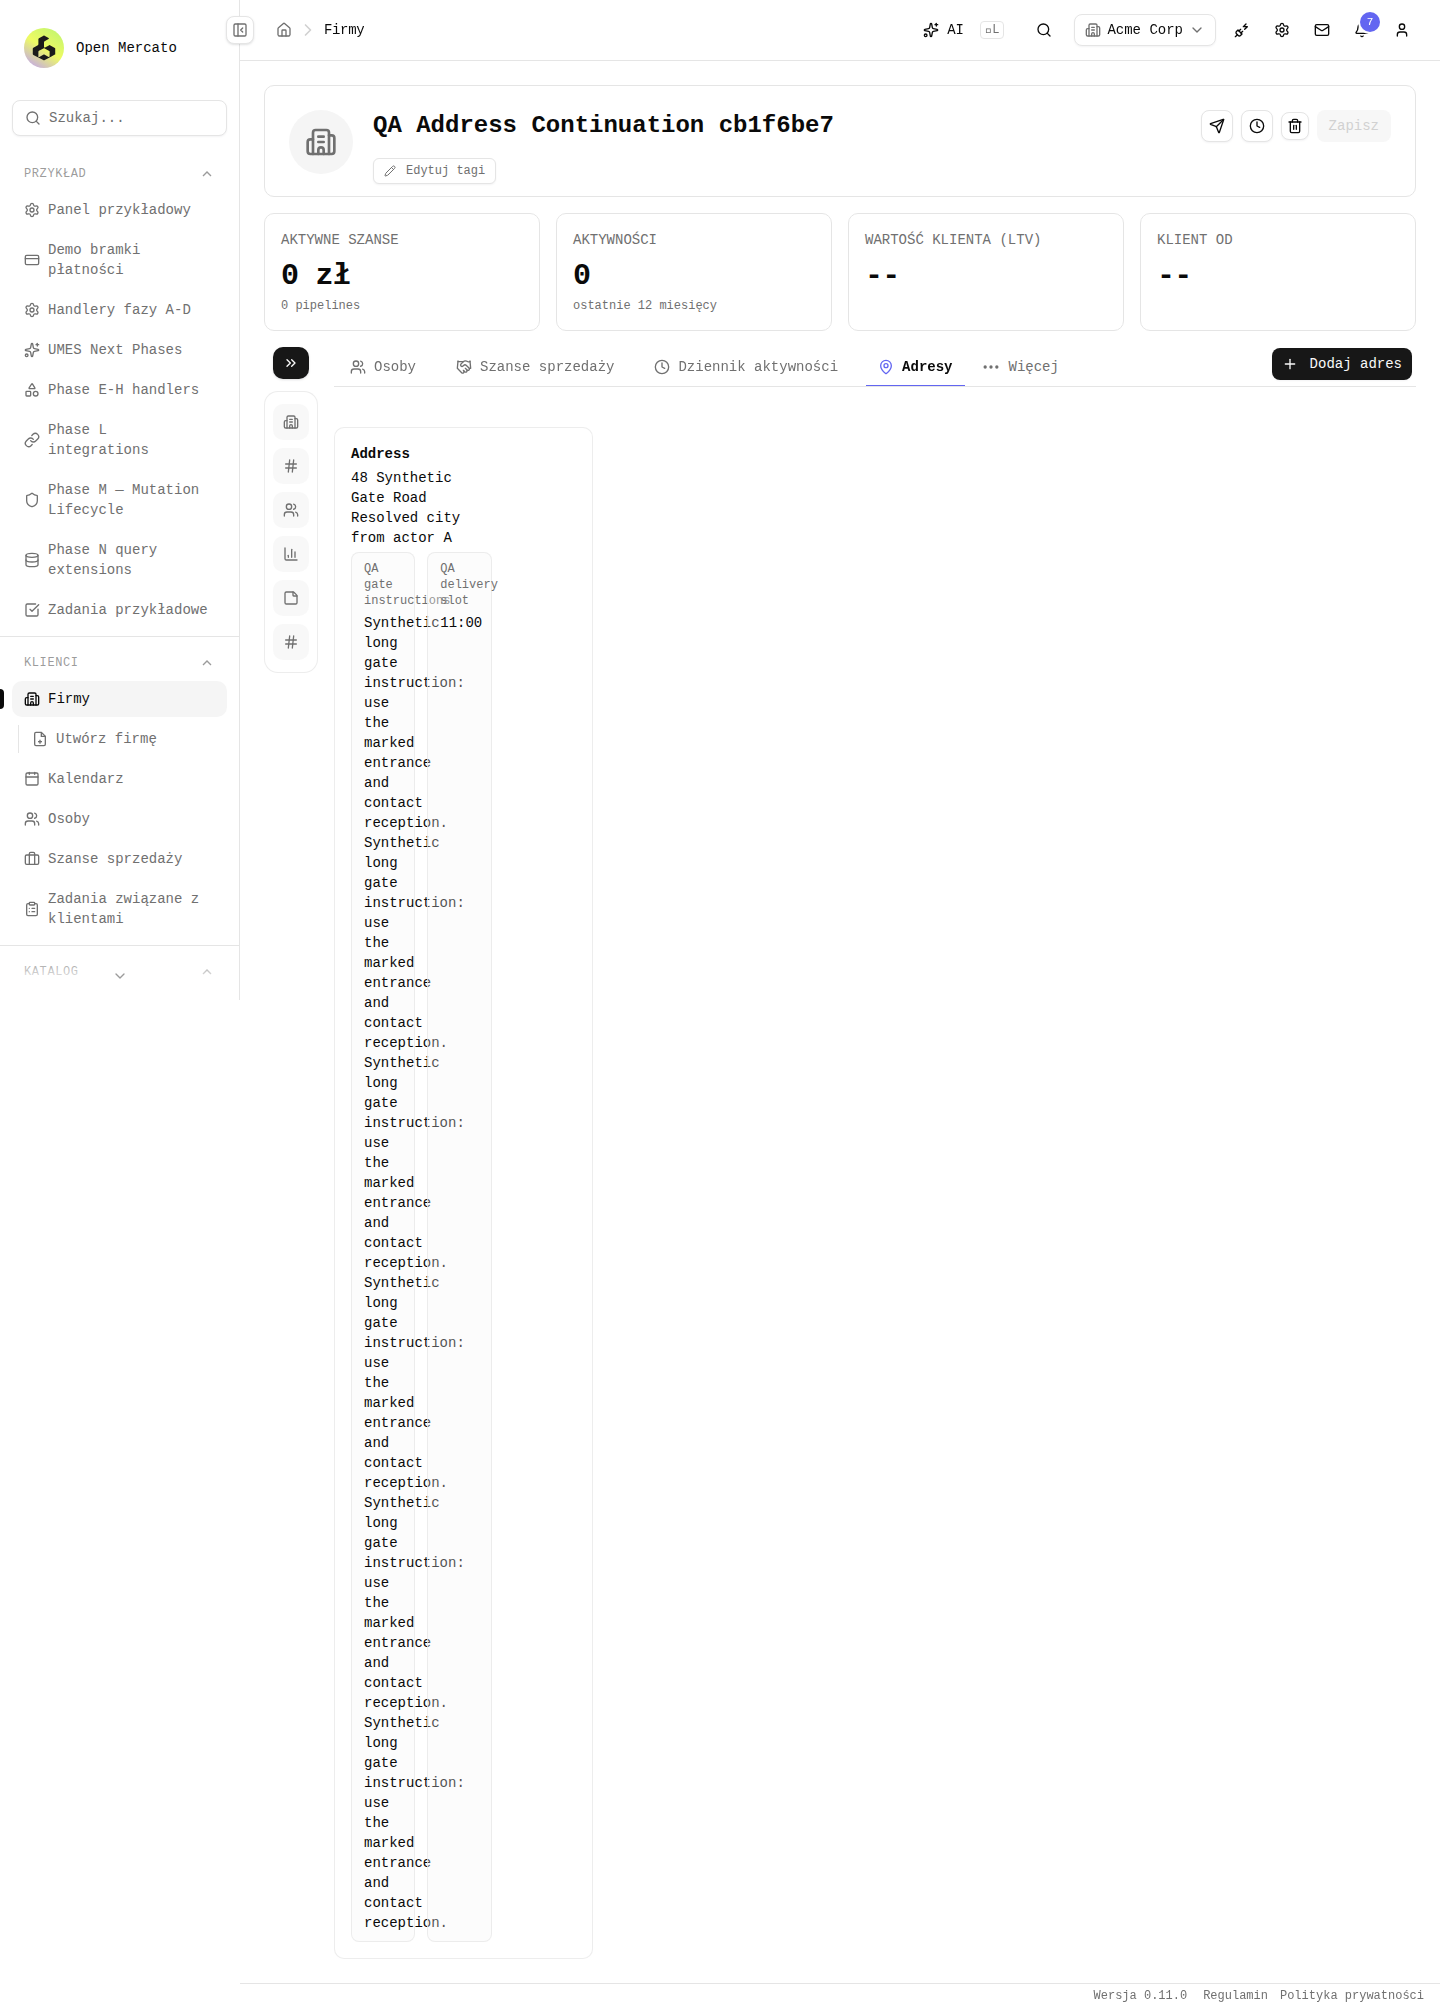 Open Mercato
Szukaj...
PRZYKŁAD
Panel przykładowy
Demo bramki
płatności
Handlery fazy A-D
UMES Next Phases
Phase E-H handlers
Phase L
integrations
Phase M — Mutation
Lifecycle
Phase N query
extensions
Zadania przykładowe
KLIENCI
Firmy
Utwórz firmę
Kalendarz
Osoby
Szanse sprzedaży
Zadania związane z
klientami
KATALOG
Firmy
AI
L
Acme Corp
7
QA Address Continuation cb1f6be7
Edytuj tagi
Zapisz
AKTYWNE SZANSE
0 zł
0 pipelines
AKTYWNOŚCI
0
ostatnie 12 miesięcy
WARTOŚĆ KLIENTA (LTV)
--
KLIENT OD
--
Osoby
Szanse sprzedaży
Dziennik aktywności
Adresy
Więcej
Dodaj adres
Address
48 Synthetic
Gate Road
Resolved city
from actor A
QA
gate
instructions
Synthetic
long
gate
instruction:
use
the
marked
entrance
and
contact
reception.
Synthetic
long
gate
instruction:
use
the
marked
entrance
and
contact
reception.
Synthetic
long
gate
instruction:
use
the
marked
entrance
and
contact
reception.
Synthetic
long
gate
instruction:
use
the
marked
entrance
and
contact
reception.
Synthetic
long
gate
instruction:
use
the
marked
entrance
and
contact
reception.
Synthetic
long
gate
instruction:
use
the
marked
entrance
and
contact
reception.
QA
delivery
slot
11:00
Wersja 0.11.0
Regulamin
Polityka prywatności